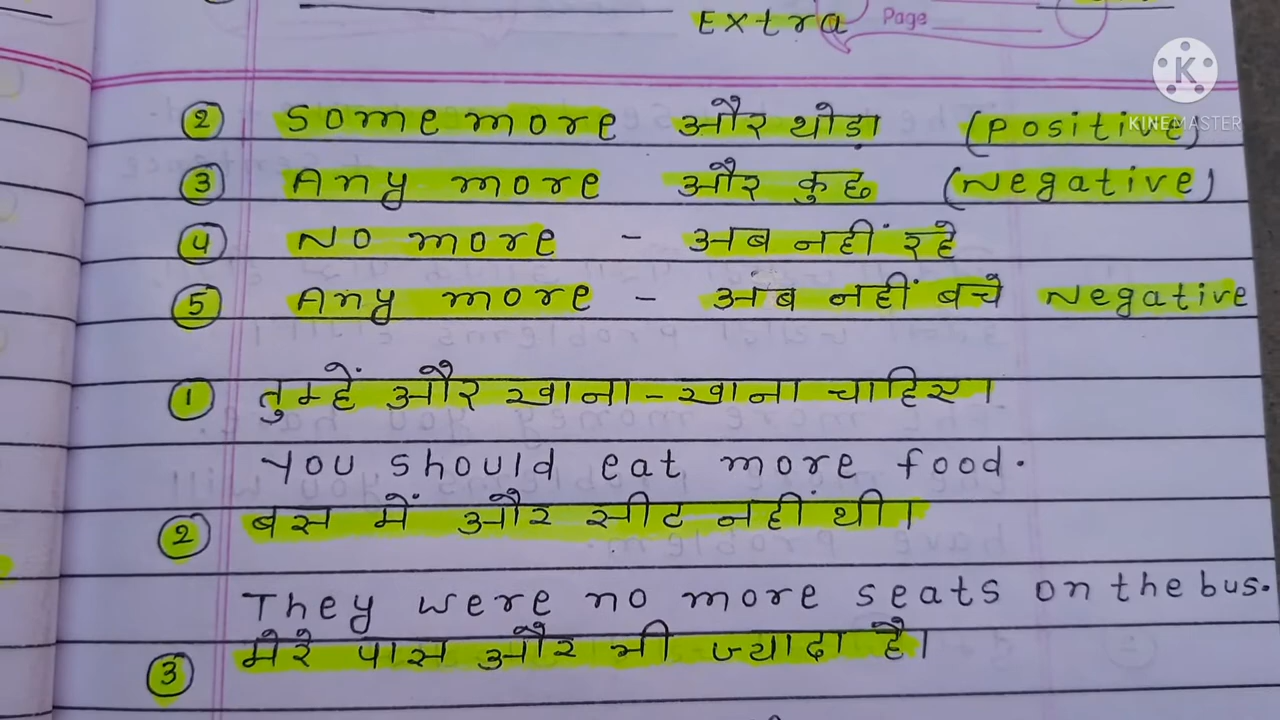 Extra
Page
K
KINEMASTER
② Some more और थोड़ा (positive)
③ Any more और कुछ (Negative)
④ No more - अब नहीं रहे
⑤ Any more - अब नहीं बचे Negative
① तुम्हें और खाना-खाना चाहिए।
You should eat more food.
② बस में और सीट नहीं थी।
They were no more seats on the bus.
③ मेरे पास और भी ज्यादा है।